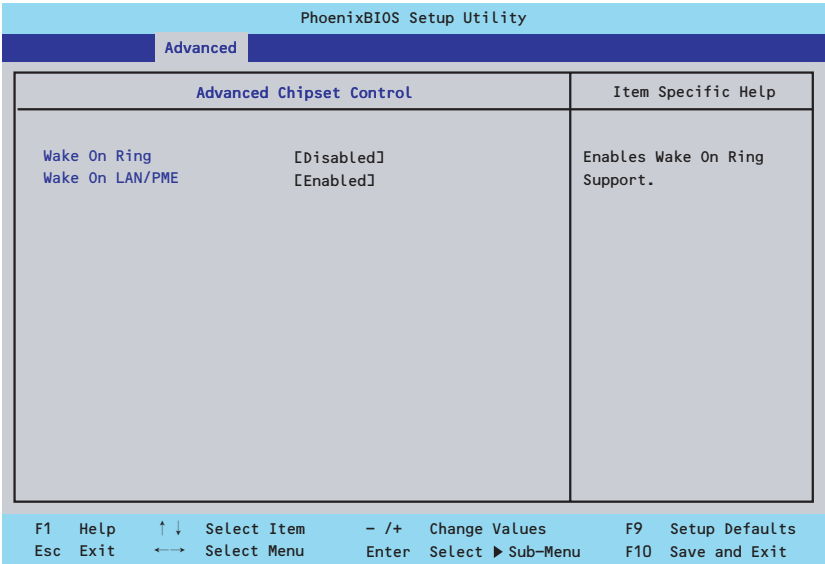 PhoenixBIOS Setup Utility
Advanced
Advanced Chipset Control
Item Specific Help
Wake On Ring [Disabled]
Wake On LAN/PME [Enabled]
Enables Wake On Ring
Support.
F1 Help ↑↓ Select Item - /+ Change Values F9 Setup Defaults
Esc Exit ←→ Select Menu Enter Select ▶ Sub-Menu F10 Save and Exit